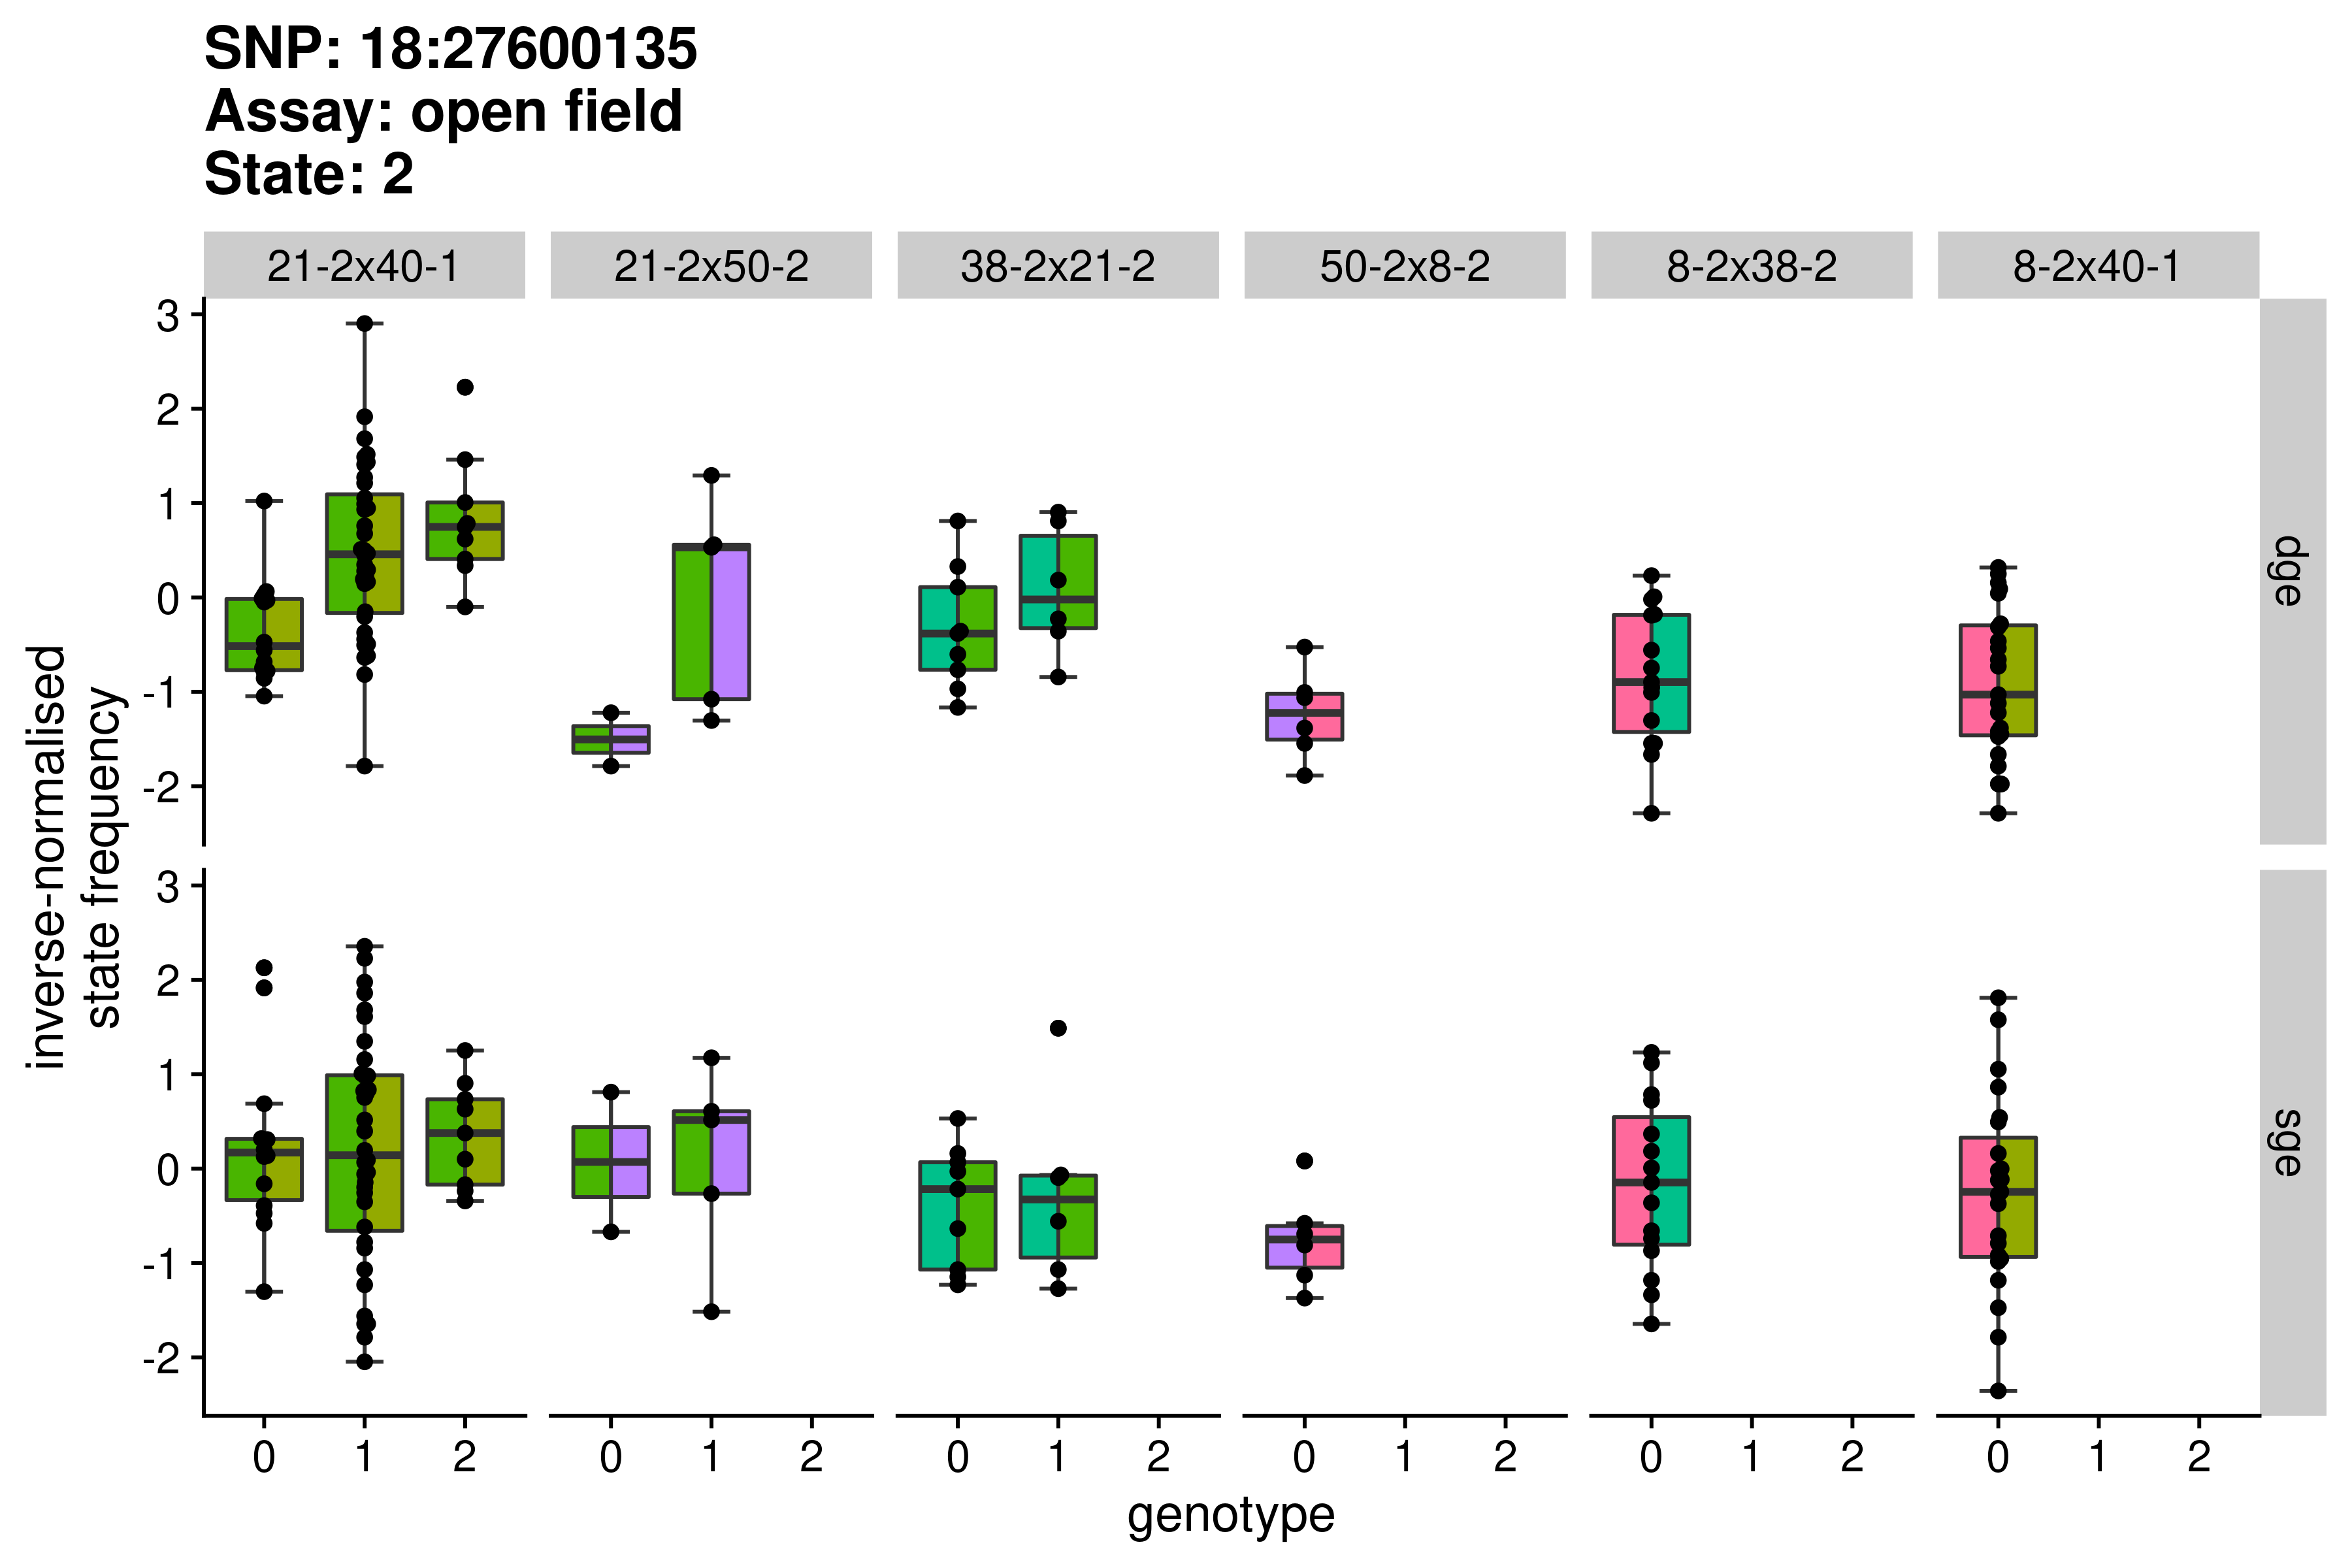 SNP: 18:27600135
Assay: open field
State: 2
21-2x40-1
21-2x50-2
38-2x21-2
50-2x8-2
8-2x38-2
8-2x40-1
3
2
1
0
-1
-2
dge
3
2
1
0
-1
-2
sge
inverse-normalised
state frequency
0 1 2
0 1 2
0 1 2
0 1 2
0 1 2
0 1 2
genotype